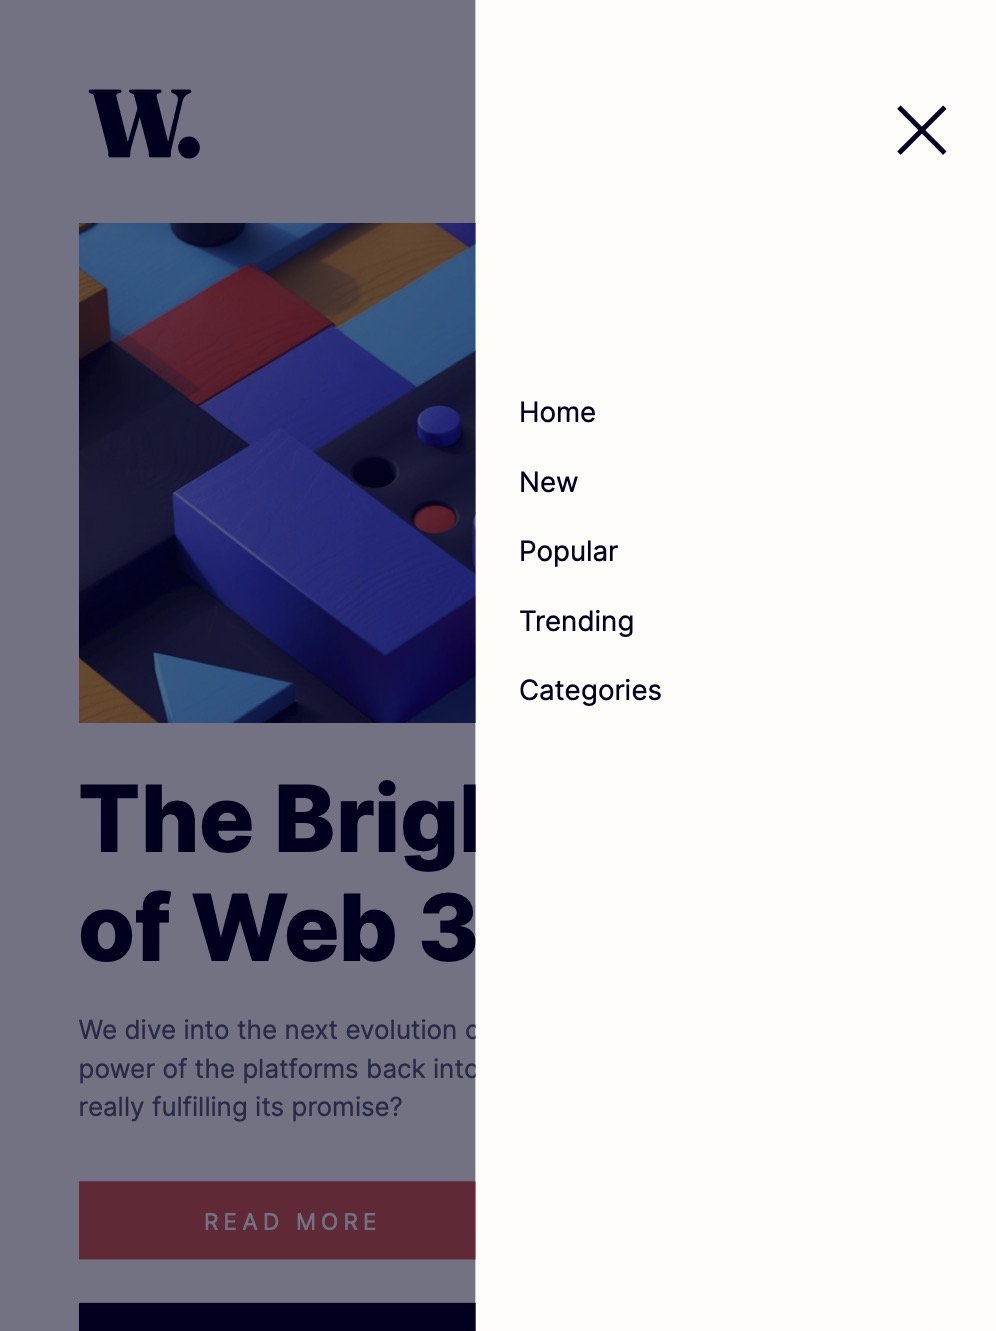 W.
Home
New
Popular
Trending
Categories
The Brigh
of Web 3
We dive into the next evolution
power of the platforms back into
really fulfilling its promise?
READ MORE